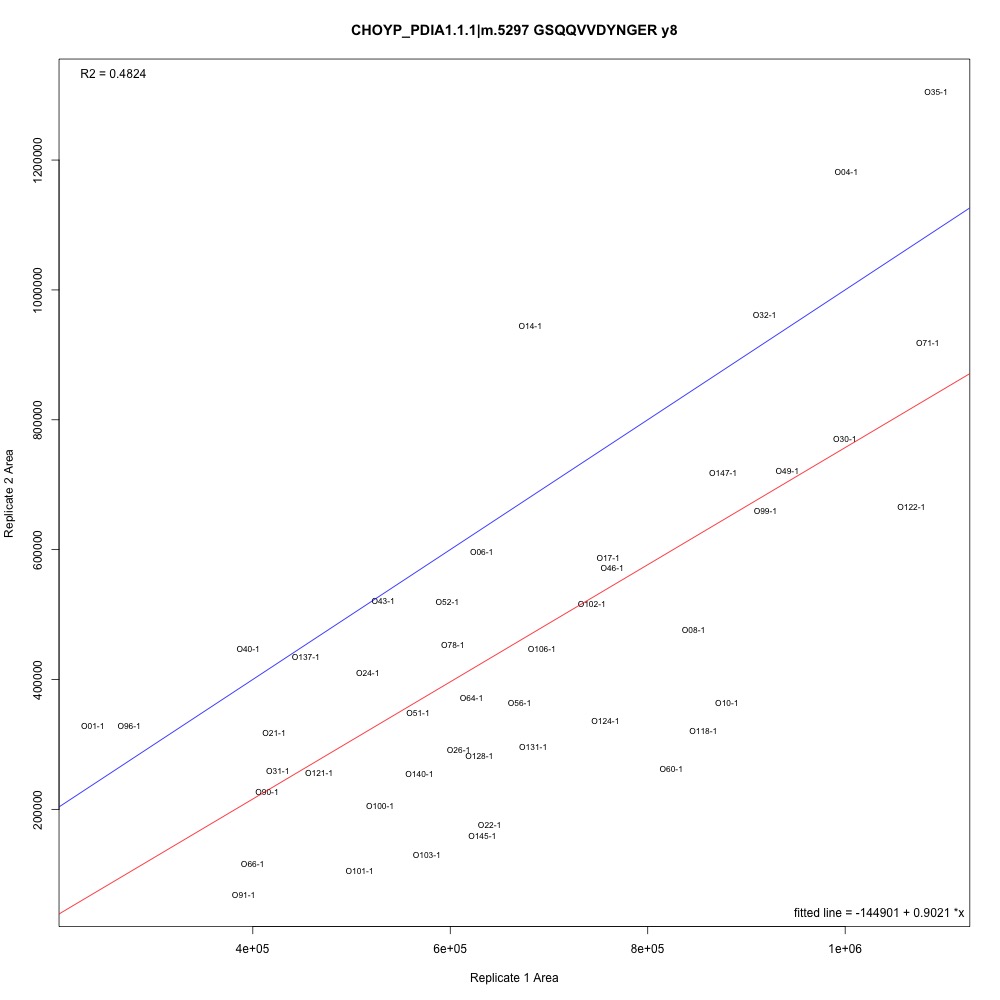 CHOYP_PDIA1.1.1|m.5297 GSQQVVDYNGER y8
R2 = 0.4824
O35-1
O04-1
O32-1
O14-1
O71-1
O30-1
O49-1
O147-1
O122-1
O99-1
O06-1
O17-1
O46-1
O43-1
O52-1
O102-1
O08-1
O78-1
O40-1
O106-1
O137-1
O24-1
O64-1
O56-1
O10-1
O51-1
O124-1
O01-1
O96-1
O21-1
O118-1
O131-1
O26-1
O128-1
O60-1
O31-1
O121-1
O140-1
O90-1
O100-1
O22-1
O145-1
O103-1
O66-1
O101-1
O91-1
fitted line = -144901 + 0.9021 *x
1200000
1000000
800000
600000
400000
200000
Replicate 2 Area
4e+05
6e+05
8e+05
1e+06
Replicate 1 Area